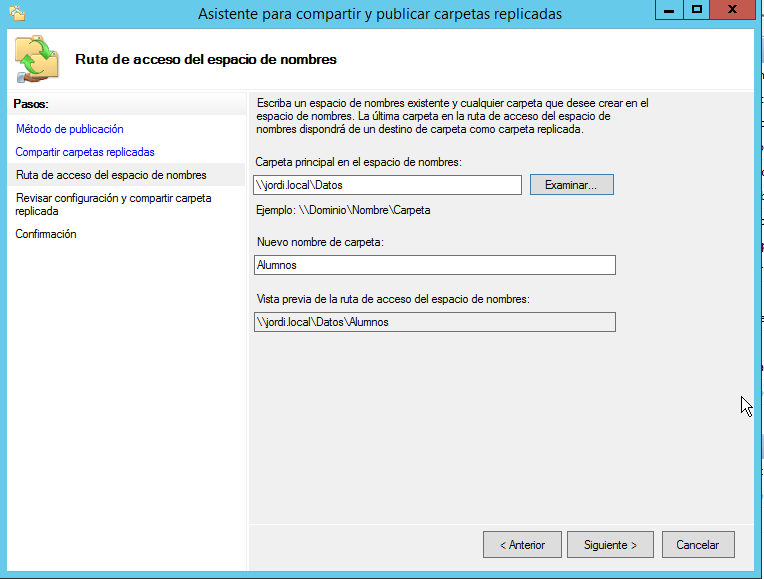 Asistente para compartir y publicar carpetas replicadas
Ruta de acceso del espacio de nombres
Pasos:
Método de publicación
Compartir carpetas replicadas
Ruta de acceso del espacio de nombres
Revisar configuración y compartir carpeta
replicada
Confirmación
Escriba un espacio de nombres existente y cualquier carpeta que desee crear en el
espacio de nombres. La última carpeta en la ruta de acceso del espacio de
nombres dispondrá de un destino de carpeta como carpeta replicada.
Carpeta principal en el espacio de nombres:
\\jordi.local\Datos
Examinar...
Ejemplo: \\Dominio\Nombre\Carpeta
Nuevo nombre de carpeta:
Alumnos
Vista previa de la ruta de acceso del espacio de nombres:
\\jordi.local\Datos\Alumnos
< Anterior
Siguiente >
Cancelar